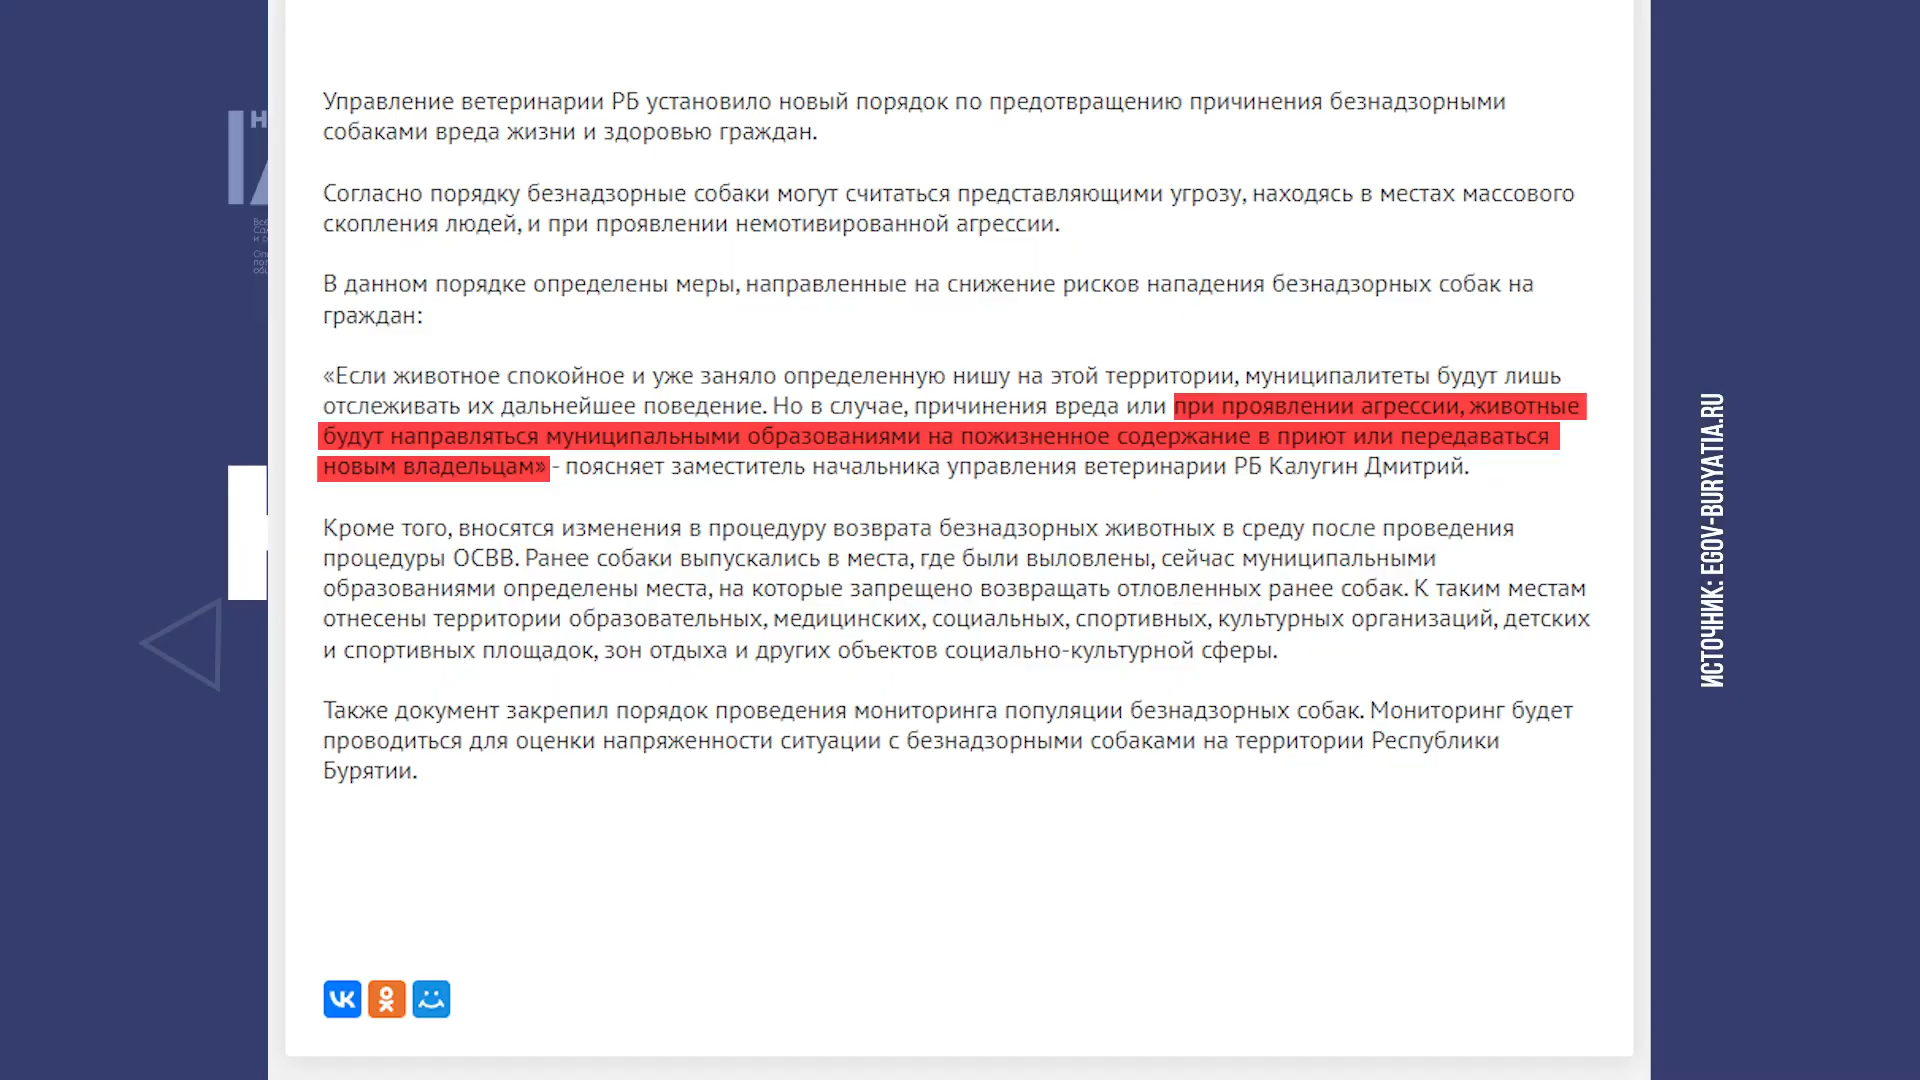 Управление ветеринарии РБ установило новый порядок по предотвращению причинения безнадзорными
собаками вреда жизни и здоровью граждан.
Согласно порядку безнадзорные собаки могут считаться представляющими угрозу, находясь в местах массового
скопления людей, и при проявлении немотивированной агрессии.
В данном порядке определены меры, направленные на снижение рисков нападения безнадзорных собак на
граждан:
«Если животное спокойное и уже заняло определенную нишу на этой территории, муниципалитеты будут лишь
отслеживать их дальнейшее поведение. Но в случае, причинения вреда или при проявлении агрессии, животные
будут направляться муниципальными образованиями на пожизненное содержание в приют или передаваться
новым владельцам» - поясняет заместитель начальника управления ветеринарии РБ Калугин Дмитрий.
Кроме того, вносятся изменения в процедуру возврата безнадзорных животных в среду после проведения
процедуры ОСВВ. Ранее собаки выпускались в места, где были выловлены, сейчас муниципальными
образованиями определены места, на которые запрещено возвращать отловленных ранее собак. К таким местам
отнесены территории образовательных, медицинских, социальных, спортивных, культурных организаций, детских
и спортивных площадок, зон отдыха и других объектов социально-культурной сферы.
Также документ закрепил порядок проведения мониторинга популяции безнадзорных собак. Мониторинг будет
проводиться для оценки напряженности ситуации с безнадзорными собаками на территории Республики
Бурятии.
ИСТОЧНИК: EGOV-BURYATIA.RU